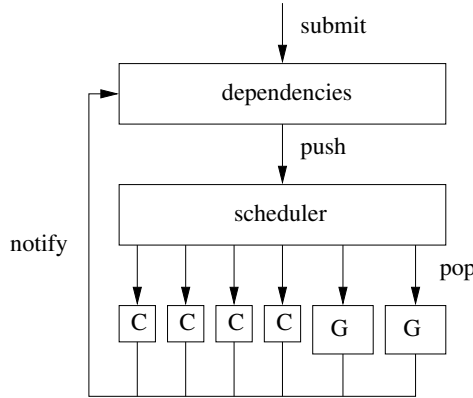 submit
dependencies
push
scheduler
notify
pop
C C C C G G